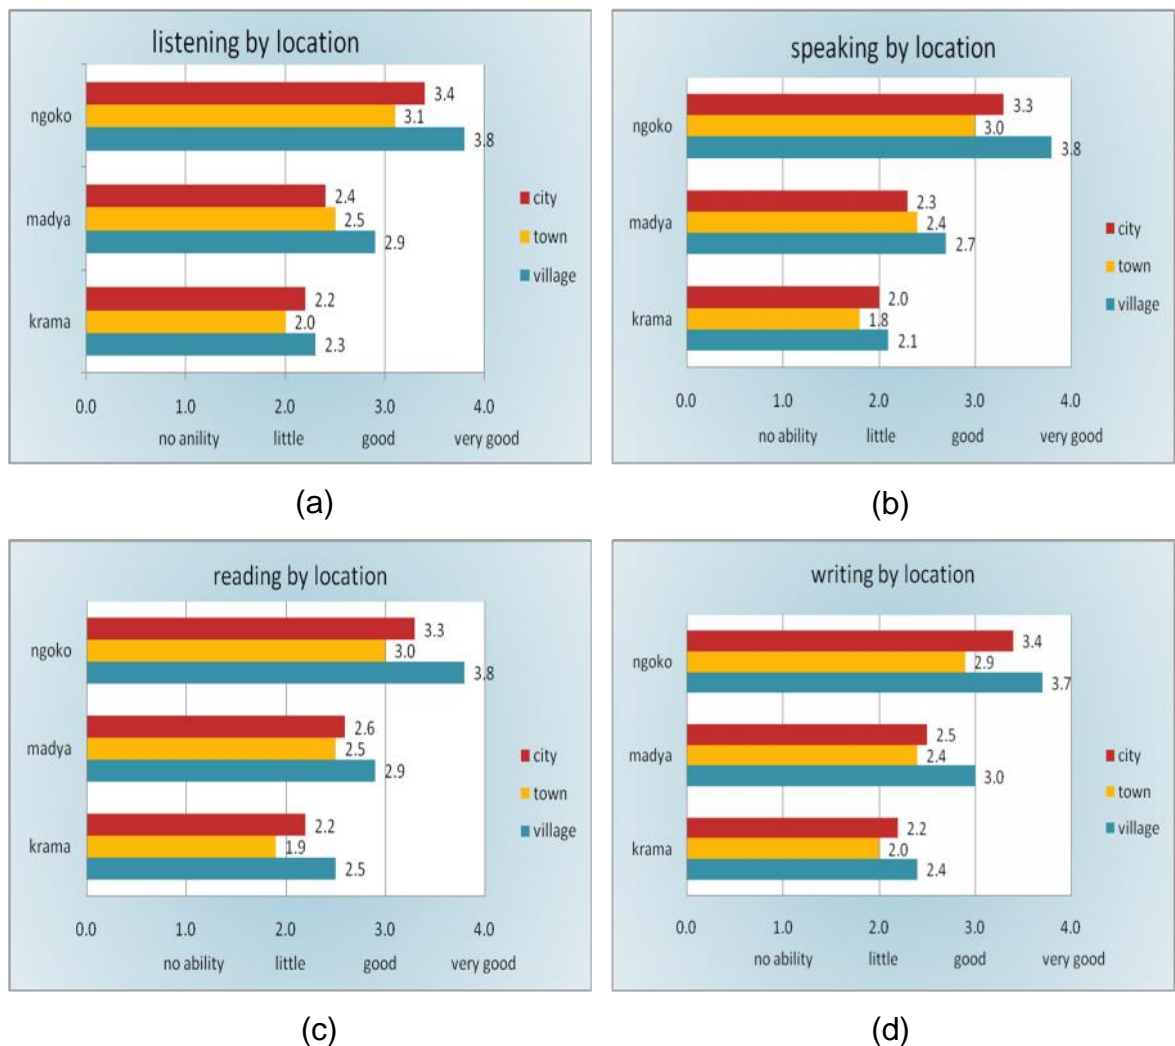 listening by location
ngoko
3.4
3.1
3.8
madya
2.4
2.5
2.9
krama
2.2
2.0
2.3
city
town
village
0.0 1.0 2.0 3.0 4.0
no anility little good very good
(a)
speaking by location
ngoko
3.3
3.0
3.8
madya
2.3
2.4
2.7
krama
2.0
1.8
2.1
city
town
village
0.0 1.0 2.0 3.0 4.0
no ability little good very good
(b)
reading by location
ngoko
3.3
3.0
3.8
madya
2.6
2.5
2.9
krama
2.2
1.9
2.5
city
town
village
0.0 1.0 2.0 3.0 4.0
no ability little good very good
(c)
writing by location
ngoko
3.4
2.9
3.7
madya
2.5
2.4
3.0
krama
2.2
2.0
2.4
city
town
village
0.0 1.0 2.0 3.0 4.0
no ability little good very good
(d)